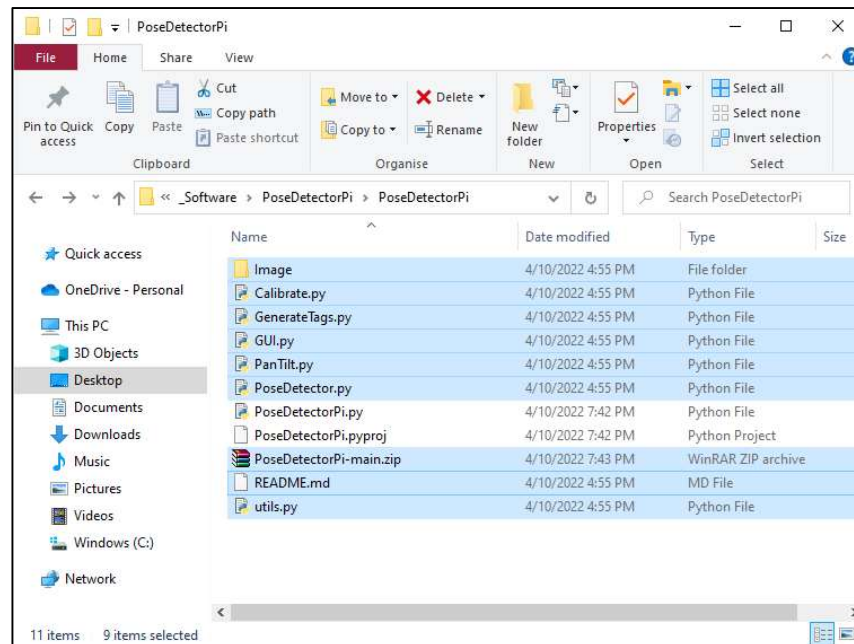 PoseDetectorPi
File Home Share View
Pin to Quick access
Copy
Paste
Cut
Copy path
Paste shortcut
Clipboard
Move to
Copy to
Delete
Rename
Organise
New folder
New
Properties
Open
Select all
Select none
Invert selection
Select
« _Software > PoseDetectorPi > PoseDetectorPi
Search PoseDetectorPi
Quick access
OneDrive - Personal
This PC
3D Objects
Desktop
Documents
Downloads
Music
Pictures
Videos
Windows (C:)
Network
Name Date modified Type Size
Image 4/10/2022 4:55 PM File folder
Calibrate.py 4/10/2022 4:55 PM Python File
GenerateTags.py 4/10/2022 4:55 PM Python File
GUI.py 4/10/2022 4:55 PM Python File
PanTilt.py 4/10/2022 4:55 PM Python File
PoseDetector.py 4/10/2022 4:55 PM Python File
PoseDetectorPi.py 4/10/2022 7:42 PM Python File
PoseDetectorPi.pyproj 4/10/2022 7:42 PM Python Project
PoseDetectorPi-main.zip 4/10/2022 7:43 PM WinRAR ZIP archive
README.md 4/10/2022 4:55 PM MD File
utils.py 4/10/2022 4:55 PM Python File
11 items 9 items selected